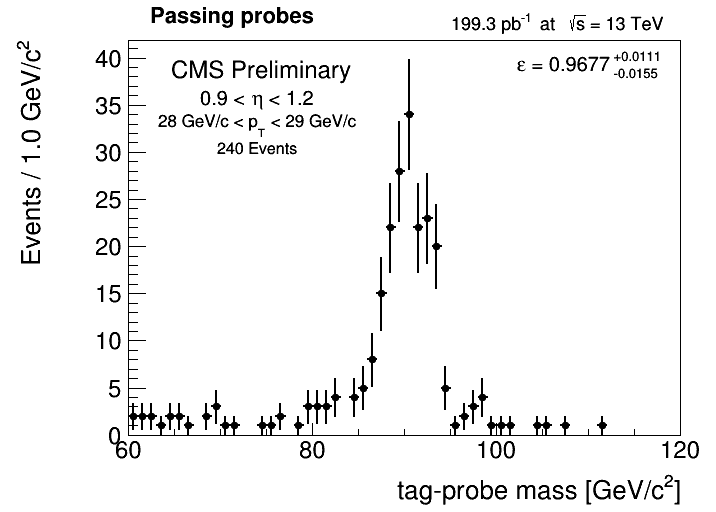 Passing probes
199.3 pb⁻¹ at √s = 13 TeV
CMS Preliminary
0.9 < η < 1.2
28 GeV/c < p_T < 29 GeV/c
240 Events
ε = 0.9677 +0.0111 -0.0155
Events / 1.0 GeV/c²
40
35
30
25
20
15
10
5
0
60 80 100 120
tag-probe mass [GeV/c²]